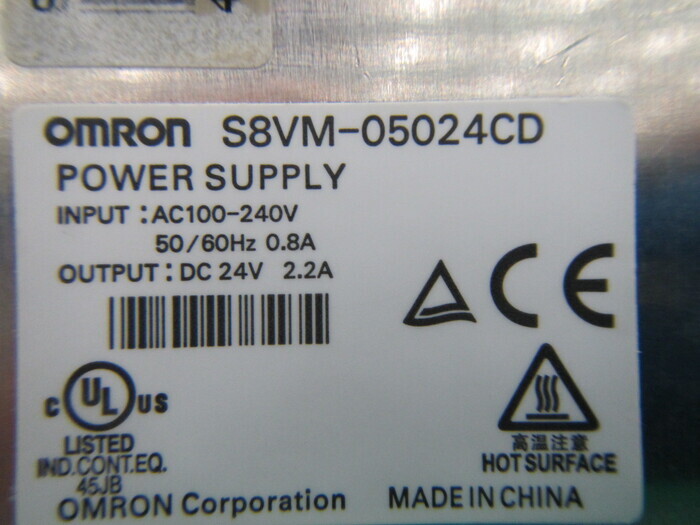 OMRON S8VM-05024CD
POWER SUPPLY
INPUT : AC100-240V
50/60Hz 0.8A
OUTPUT : DC 24V 2.2A
CE
c UL US
LISTED
IND.CONT.EQ.
45JB
高温注意
HOT SURFACE
OMRON Corporation MADE IN CHINA